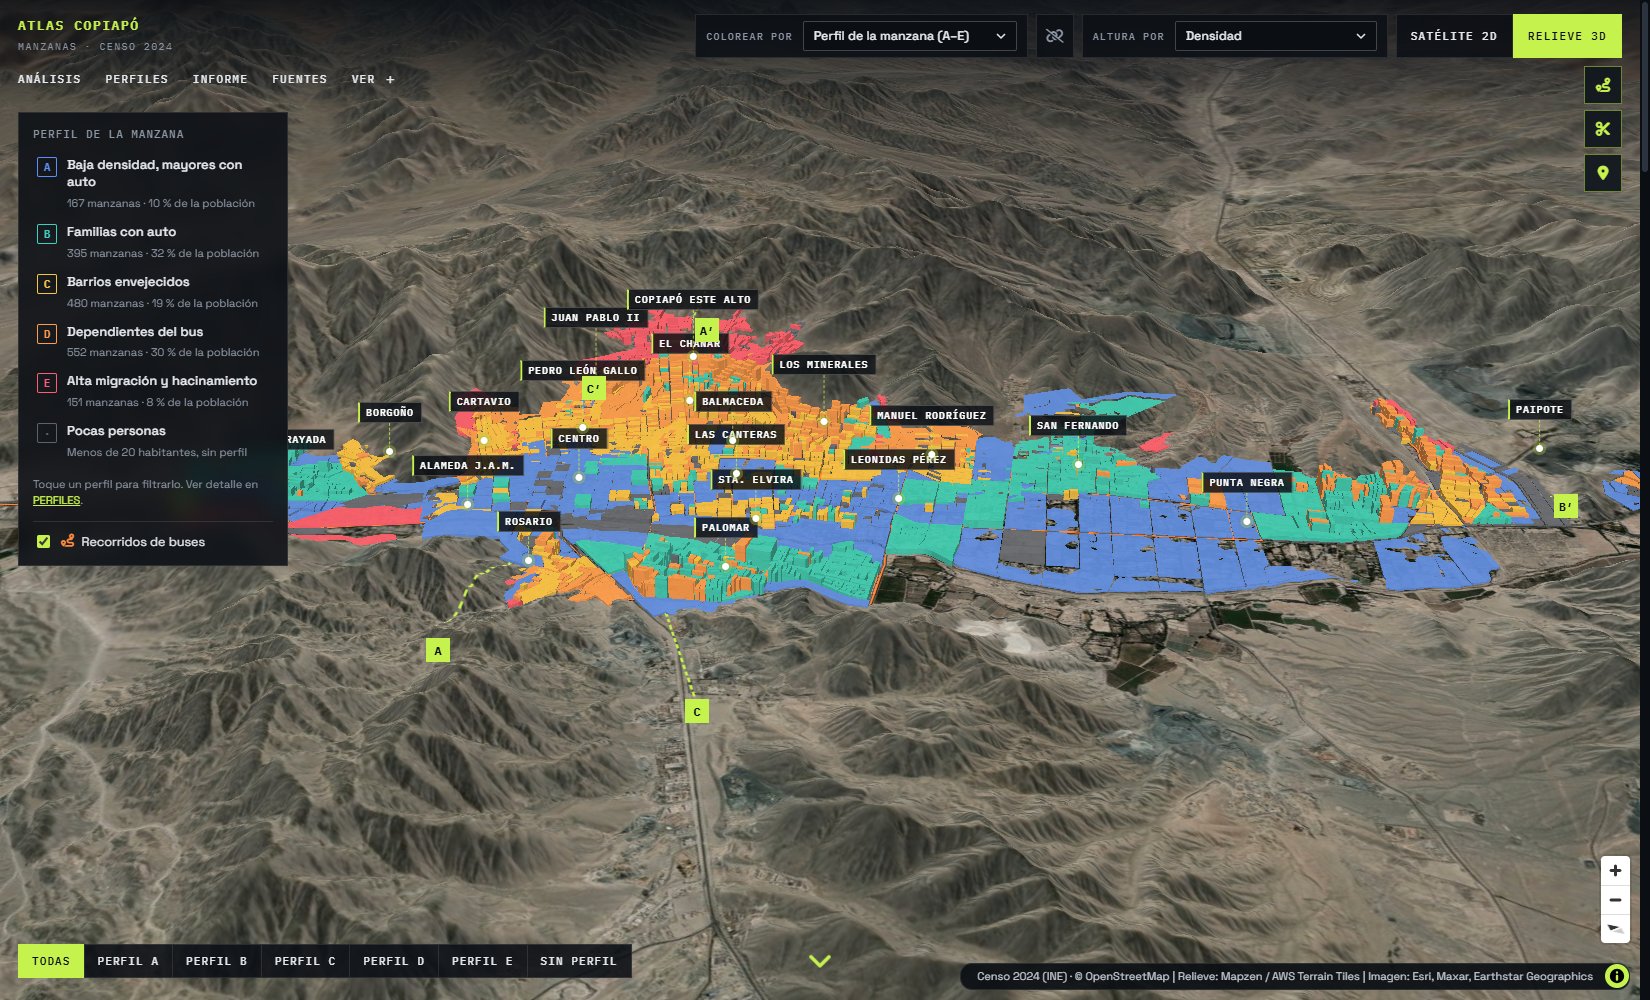 ATLAS COPIAPÓ
MANZANAS · CENSO 2024
COLOREAR POR
Perfil de la manzana (A–E)
ALTURA POR
Densidad
SATÉLITE 2D
RELIEVE 3D
ANÁLISIS
PERFILES
INFORME
FUENTES
VER +
PERFIL DE LA MANZANA
A
Baja densidad, mayores con
auto
167 manzanas · 10 % de la población
B
Familias con auto
395 manzanas · 32 % de la población
C
Barrios envejecidos
480 manzanas · 19 % de la población
D
Dependientes del bus
552 manzanas · 30 % de la población
E
Alta migración y hacinamiento
151 manzanas · 8 % de la población
-
Pocas personas
Menos de 20 habitantes, sin perfil
Toque un perfil para filtrarlo. Ver detalle en
PERFILES.
Recorridos de buses
COPIAPÓ ESTE ALTO
JUAN PABLO II
A'
EL CHAÑAR
LOS MINERALES
PEDRO LEÓN GALLO
C'
CARTAVIO
BALMACEDA
BORGOÑO
MANUEL RODRÍGUEZ
PAIPOTE
SAN FERNANDO
RAYADA
CENTRO
LAS CANTERAS
ALAMEDA J.A.M.
LEONIDAS PÉREZ
STA. ELVIRA
PUNTA NEGRA
B'
ROSARIO
PALOMAR
A
C
TODAS
PERFIL A
PERFIL B
PERFIL C
PERFIL D
PERFIL E
SIN PERFIL
Censo 2024 (INE) · © OpenStreetMap | Relieve: Mapzen / AWS Terrain Tiles | Imagen: Esri, Maxar, Earthstar Geographics